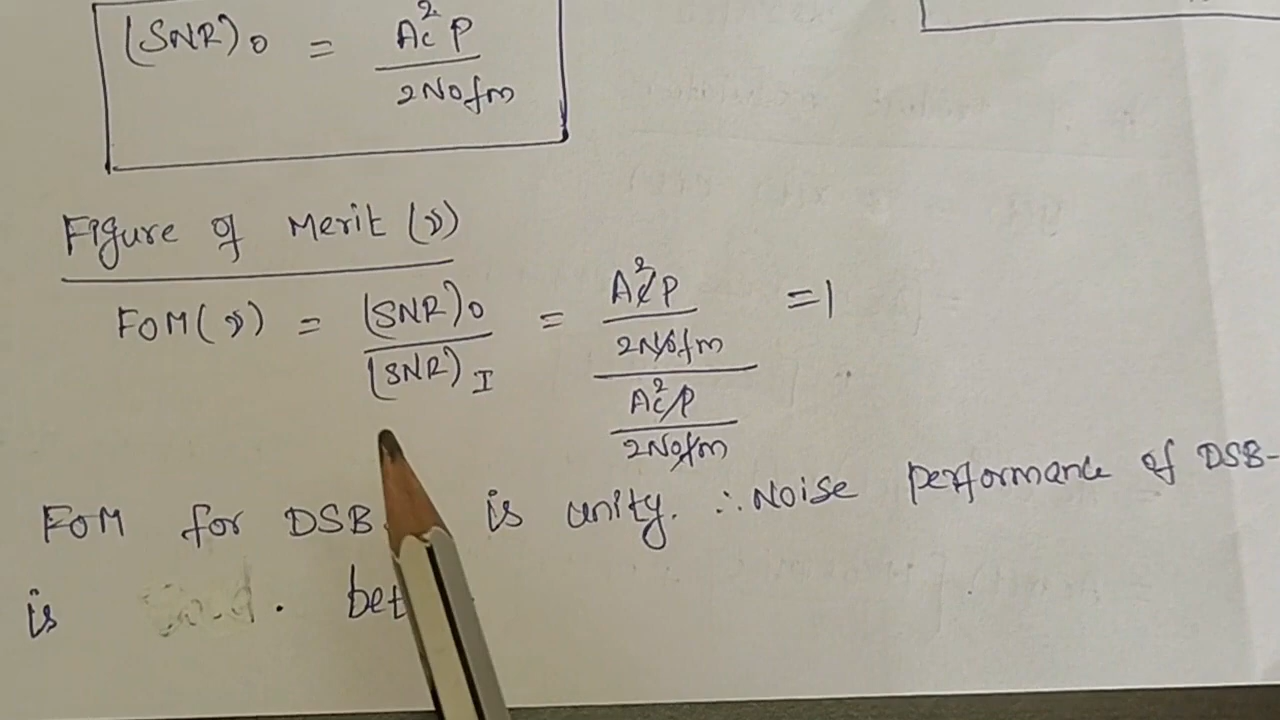 (SNR)o = Ac²P / 2Nofm
Figure of Merit (γ)
FOM(γ) = (SNR)o / (SNR)I = (Ac²P / 2Nofm) / (Ac²P / 2Nofm) = 1
FOM for DSB is unity. ∴ Noise performance of DSB-
is